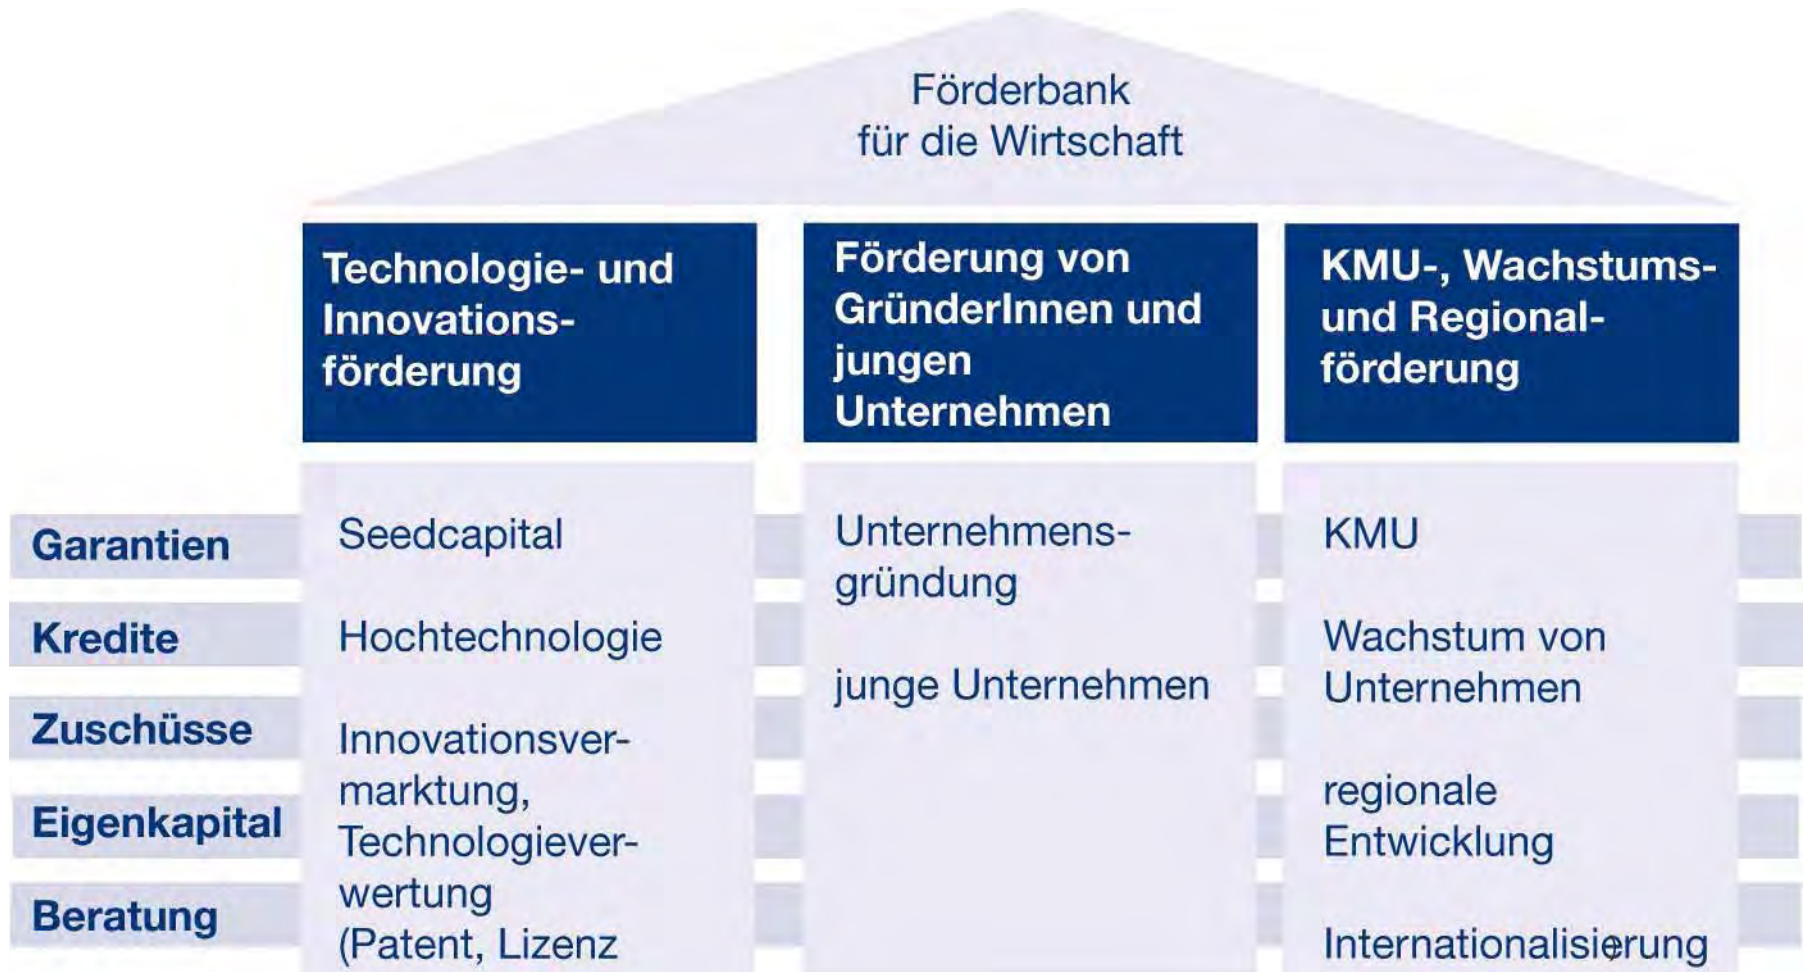 Förderbank
für die Wirtschaft
Technologie- und
Innovations-
förderung
Förderung von
GründerInnen und
jungen
Unternehmen
KMU-, Wachstums-
und Regional-
förderung
Garantien
Kredite
Zuschüsse
Eigenkapital
Beratung
Seedcapital
Hochtechnologie
Innovationsver-
marktung,
Technologiever-
wertung
(Patent, Lizenz
Unternehmens-
gründung
junge Unternehmen
KMU
Wachstum von
Unternehmen
regionale
Entwicklung
Internationalisierung